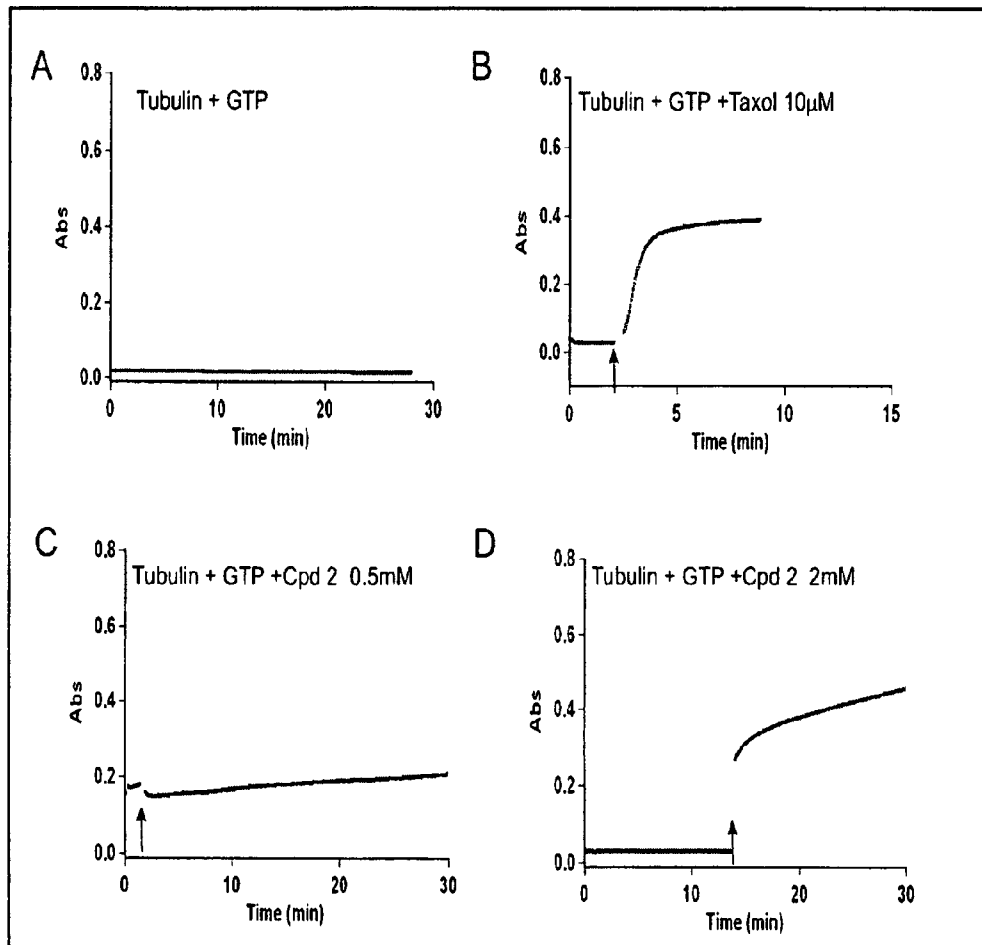 A
Tubulin + GTP
Abs
0.8
0.6
0.4
0.2
0.0
0 10 20 30
Time (min)
B
Tubulin + GTP +Taxol 10µM
Abs
0.8
0.6
0.4
0.2
0.0
0 5 10 15
Time (min)
C
Tubulin + GTP +Cpd 2 0.5mM
Abs
0.8
0.6
0.4
0.2
0.0
0 10 20 30
Time (min)
D
Tubulin + GTP +Cpd 2 2mM
Abs
0.8
0.6
0.4
0.2
0.0
0 10 20 30
Time (min)